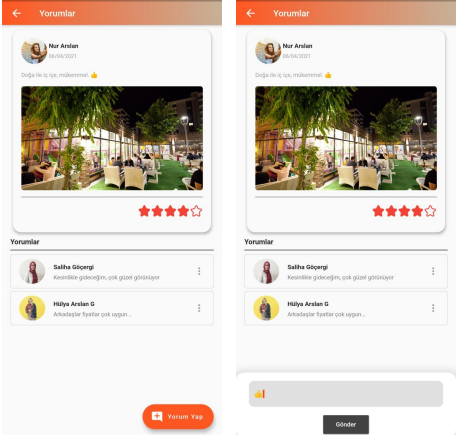 Yorumlar
Nur Arslan
06/04/2021
Doğa ile iç içe, mükemmel. 👍
Yorumlar
Saliha Göçergi
Kesinlikle gideceğim, çok güzel görünüyor
Hülya Arslan G
Arkadaşlar fiyatlar çok uygun...
Yorum Yap
Yorumlar
Nur Arslan
06/04/2021
Doğa ile iç içe, mükemmel. 👍
Yorumlar
Saliha Göçergi
Kesinlikle gideceğim, çok güzel görünüyor
Hülya Arslan G
Arkadaşlar fiyatlar çok uygun...
👍
Gönder